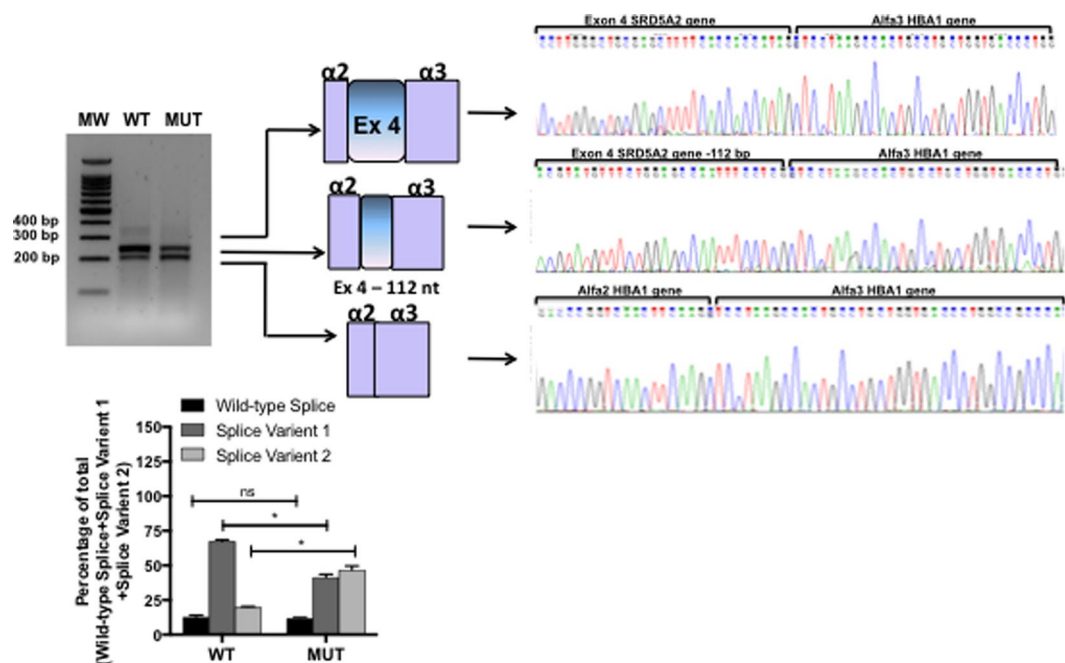 Exon 4 SRD5A2 gene Alfa3 HBA1 gene
α2 α3
Ex 4
MW WT MUT
Exon 4 SRD5A2 gene -112 bp Alfa3 HBA1 gene
α2 α3
400 bp
300 bp
200 bp
Ex 4 – 112 nt
Alfa2 HBA1 gene Alfa3 HBA1 gene
α2 α3
Wild-type Splice
Splice Varient 1
Splice Varient 2
Percentage of total
[Wild-type Splice+Splice Varient 1
+Splice Varient 2)
150
125
100
75
50
25
0
ns
*
*
WT MUT